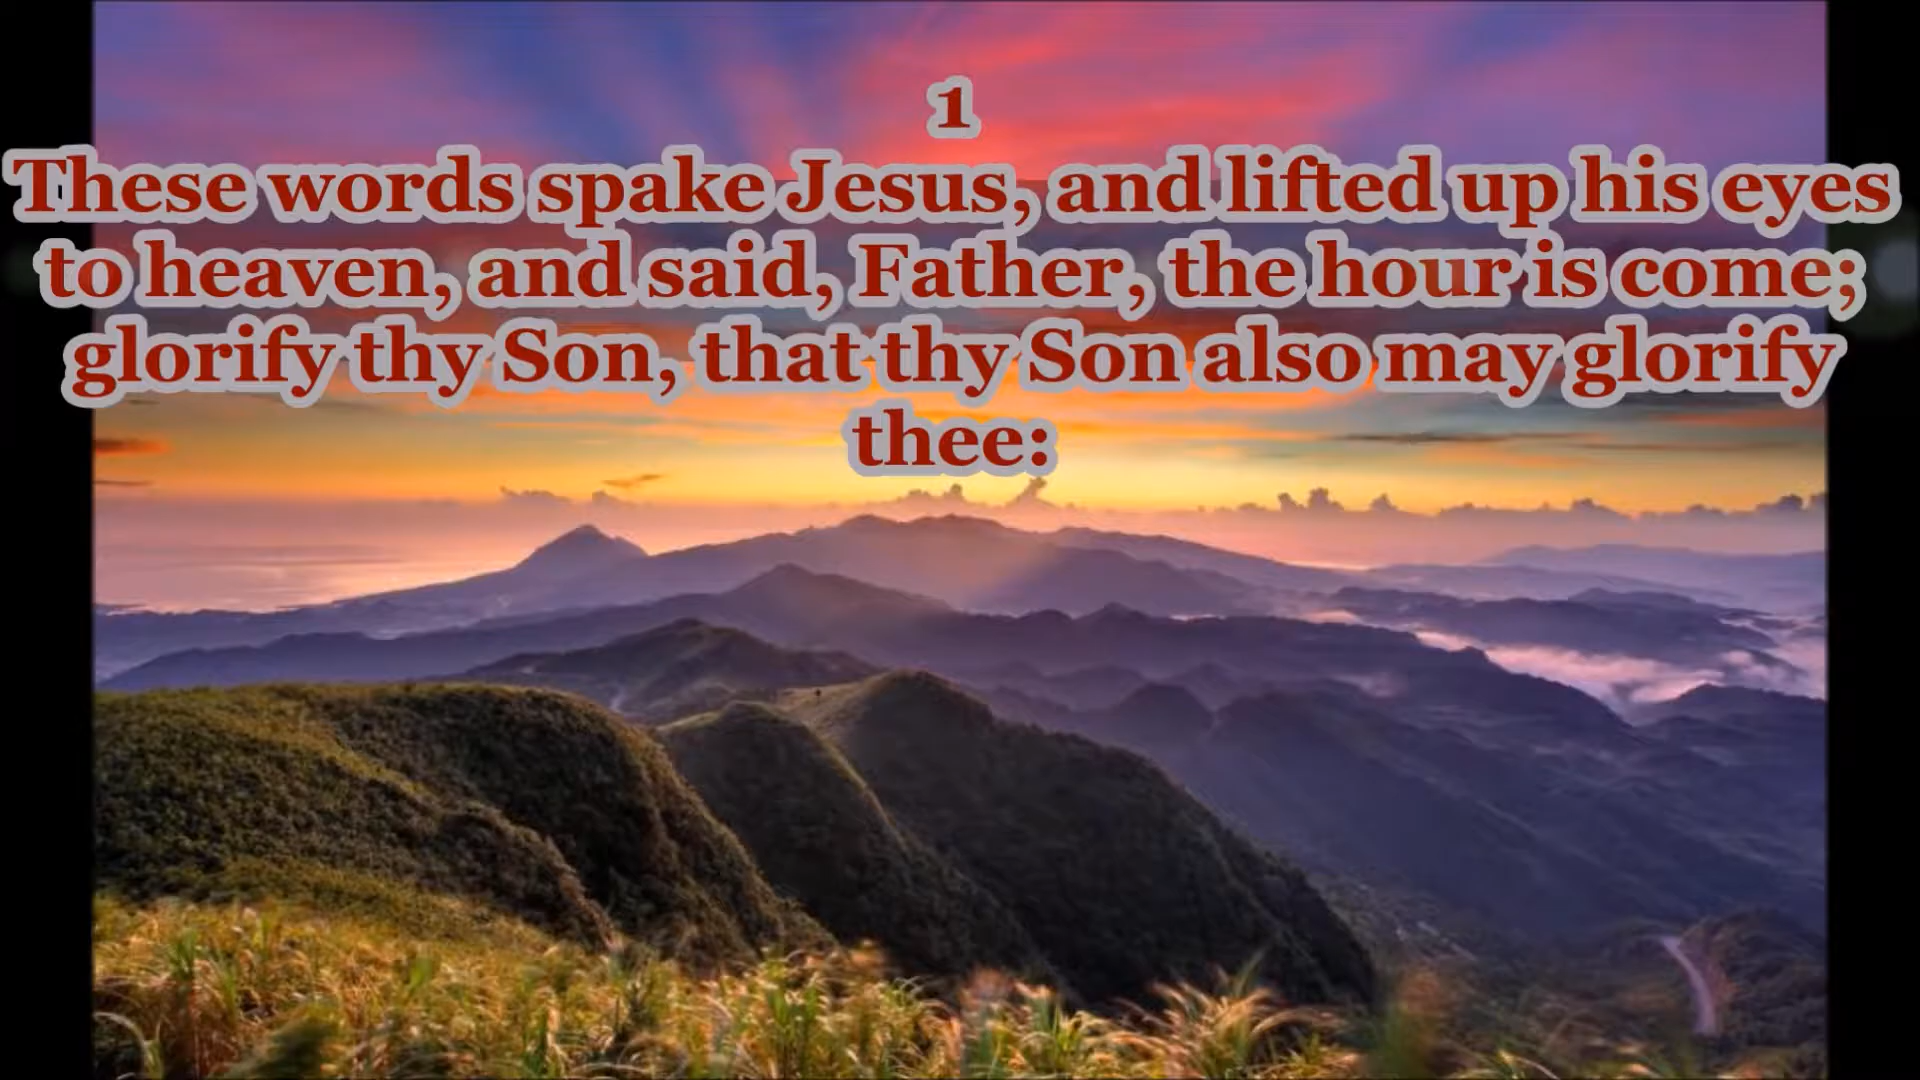 1
These words spake Jesus, and lifted up his eyes
to heaven, and said, Father, the hour is come;
glorify thy Son, that thy Son also may glorify
thee: